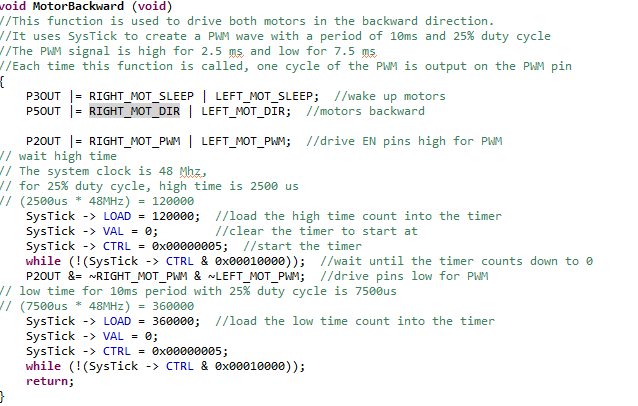 void MotorBackward (void)
//This function is used to drive both motors in the backward direction.
//It uses SysTick to create a PWM wave with a period of 10ms and 25% duty cycle
//The PWM signal is high for 2.5 ms and low for 7.5 ms
//Each time this function is called, one cycle of the PWM is output on the PWM pin
{
    P3OUT |= RIGHT_MOT_SLEEP | LEFT_MOT_SLEEP;  //wake up motors
    P5OUT |= RIGHT_MOT_DIR | LEFT_MOT_DIR;  //motors backward
    P2OUT |= RIGHT_MOT_PWM | LEFT_MOT_PWM;  //drive EN pins high for PWM
// wait high time
// The system clock is 48 Mhz,
// for 25% duty cycle, high time is 2500 us
// (2500us * 48MHz) = 120000
    SysTick -> LOAD = 120000;  //load the high time count into the timer
    SysTick -> VAL = 0;        //clear the timer to start at
    SysTick -> CTRL = 0x00000005;  //start the timer
    while (!(SysTick -> CTRL & 0x00010000));  //wait until the timer counts down to 0
    P2OUT &= ~RIGHT_MOT_PWM & ~LEFT_MOT_PWM;  //drive pins low for PWM
// low time for 10ms period with 25% duty cycle is 7500us
// (7500us * 48MHz) = 360000
    SysTick -> LOAD = 360000;  //load the low time count into the timer
    SysTick -> VAL = 0;
    SysTick -> CTRL = 0x00000005;
    while (!(SysTick -> CTRL & 0x00010000));
    return;
}